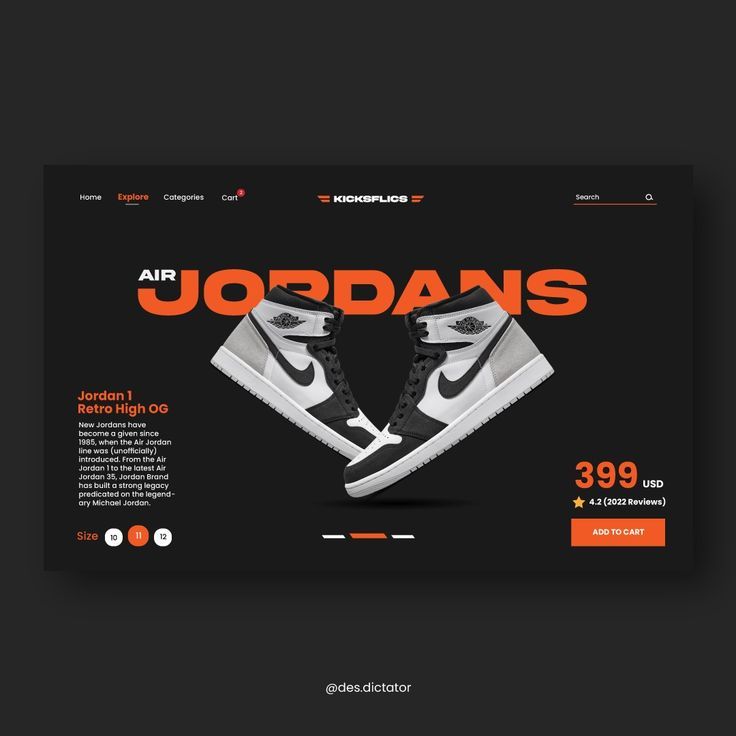 Home Explore Categories Cart 2
KICKSFLICS
Search
AIR
JORDANS
Jordan 1
Retro High OG
New Jordans have
become a given since
1985, when the Air Jordan
line was (unofficially)
introduced. From the Air
Jordan 1 to the latest Air
Jordan 35, Jordan Brand
has built a strong legacy
predicated on the legend-
ary Michael Jordan.
Size 10 11 12
399 USD
4.2 (2022 Reviews)
ADD TO CART
@des.dictator